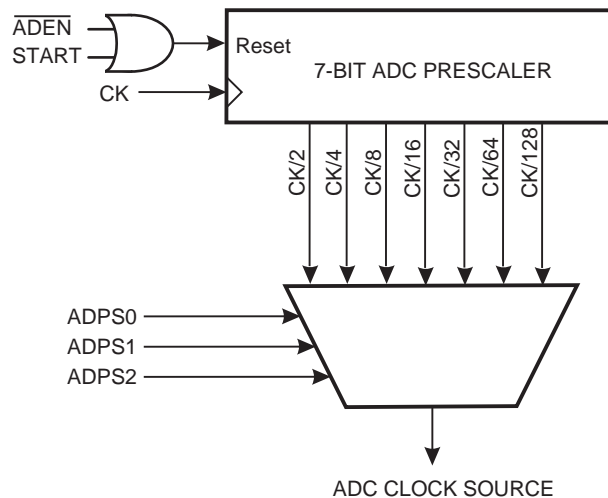 ADEN
START
Reset
7-BIT ADC PRESCALER
CK
CK/2
CK/4
CK/8
CK/16
CK/32
CK/64
CK/128
ADPS0
ADPS1
ADPS2
ADC CLOCK SOURCE